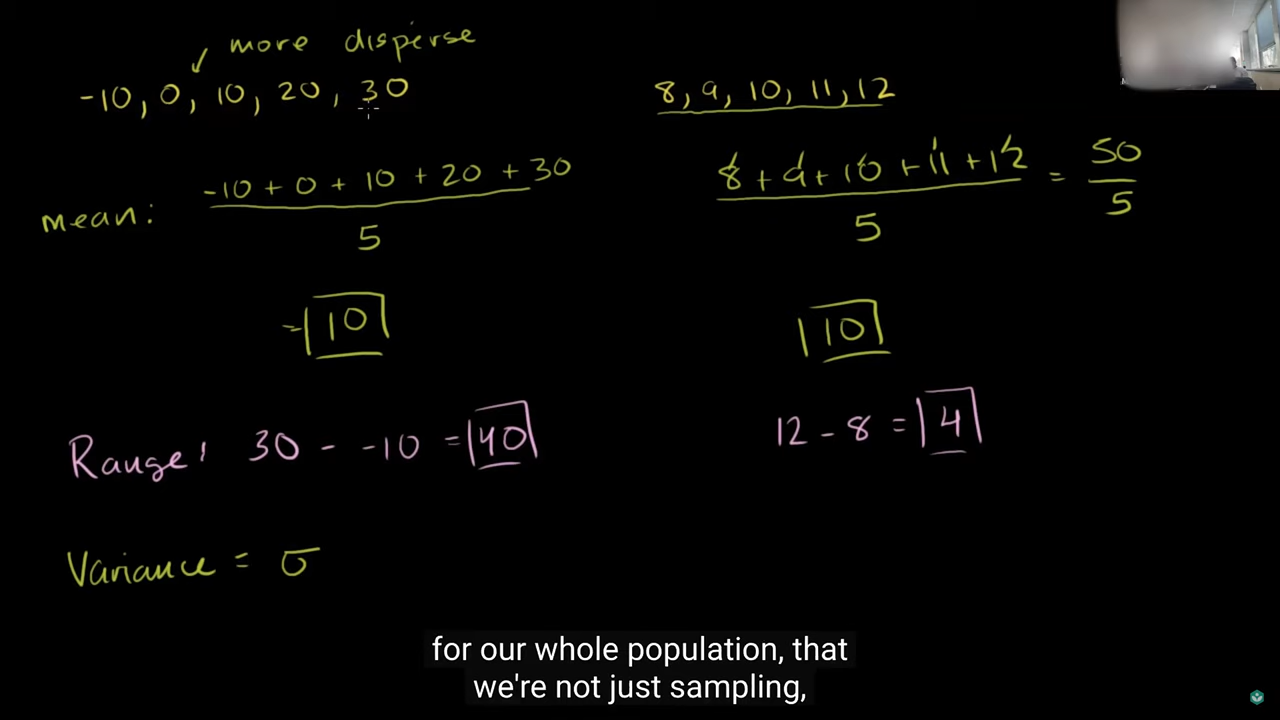 more disperse
-10, 0, 10, 20, 30
8, 9, 10, 11, 12
mean:
-10 + 0 + 10 + 20 + 30
5
8 + 9 + 10 + 11 + 12
5
= 50
5
= 10
10
Range: 30 - -10 = 40
12 - 8 = 4
Variance = σ
for our whole population, that
we're not just sampling,